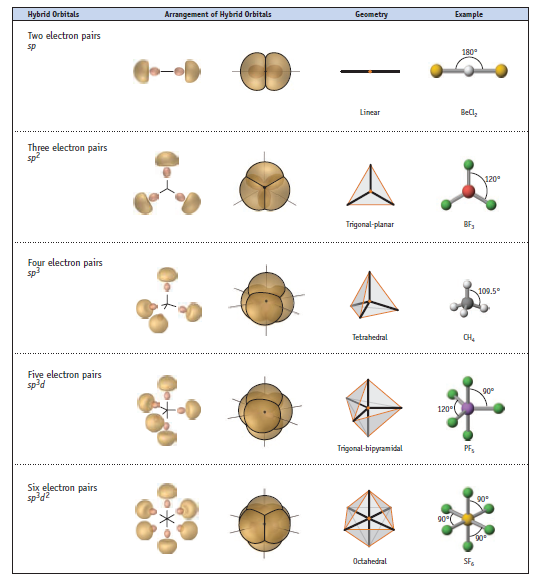 Hybrid Orbitals Arrangement of Hybrid Orbitals Geometry Example
Two electron pairs
sp
180°
Linear BeCl₂
Three electron pairs
sp²
120°
Trigonal-planar BF₃
Four electron pairs
sp³
109.5°
Tetrahedral CH₄
Five electron pairs
sp³d
90°
120°
Trigonal-bipyramidal PF₅
Six electron pairs
sp³d²
90°
90°
90°
Octahedral SF₆